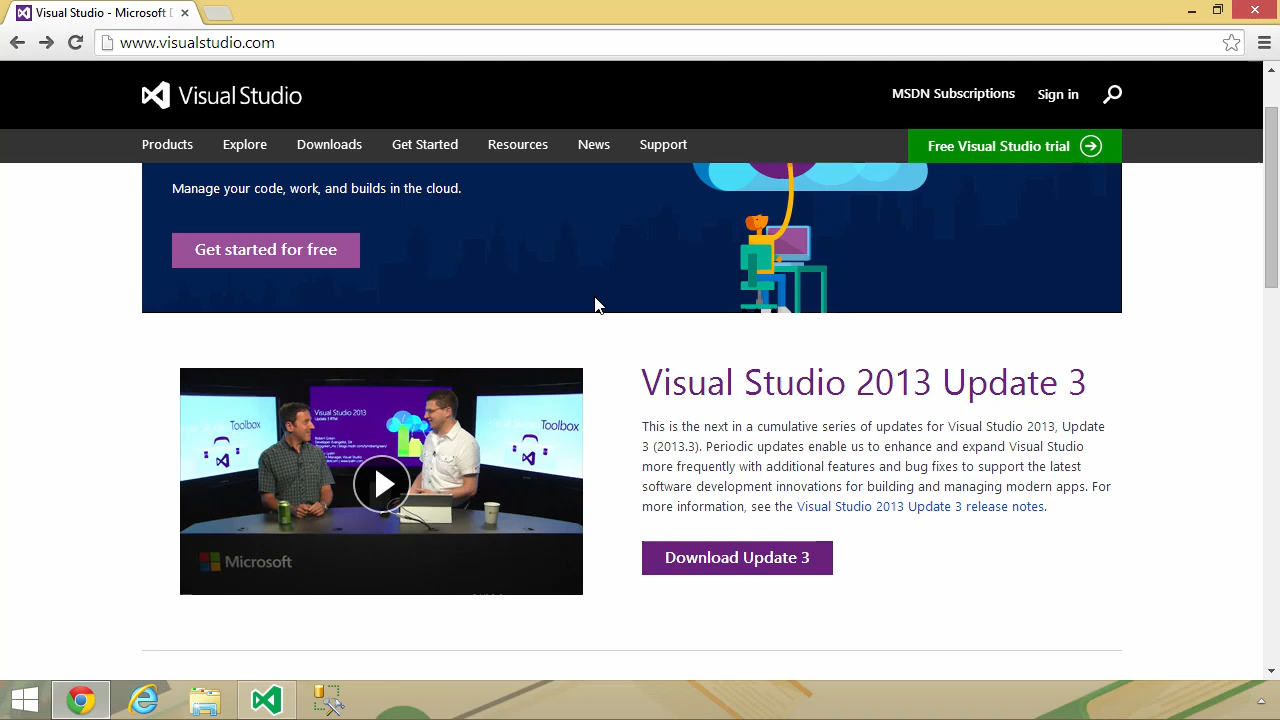 Visual Studio - Microsoft D
www.visualstudio.com
Visual Studio
MSDN Subscriptions
Sign in
Products
Explore
Downloads
Get Started
Resources
News
Support
Free Visual Studio trial
Manage your code, work, and builds in the cloud.
Get started for free
Toolbox
Visual Studio 2013
Toolbox
Microsoft
Visual Studio 2013 Update 3
This is the next in a cumulative series of updates for Visual Studio 2013, Update
3 (2013.3). Periodic updates enable us to enhance and expand Visual Studio
more frequently with additional features and bug fixes to support the latest
software development innovations for building and managing modern apps. For
more information, see the Visual Studio 2013 Update 3 release notes.
Download Update 3